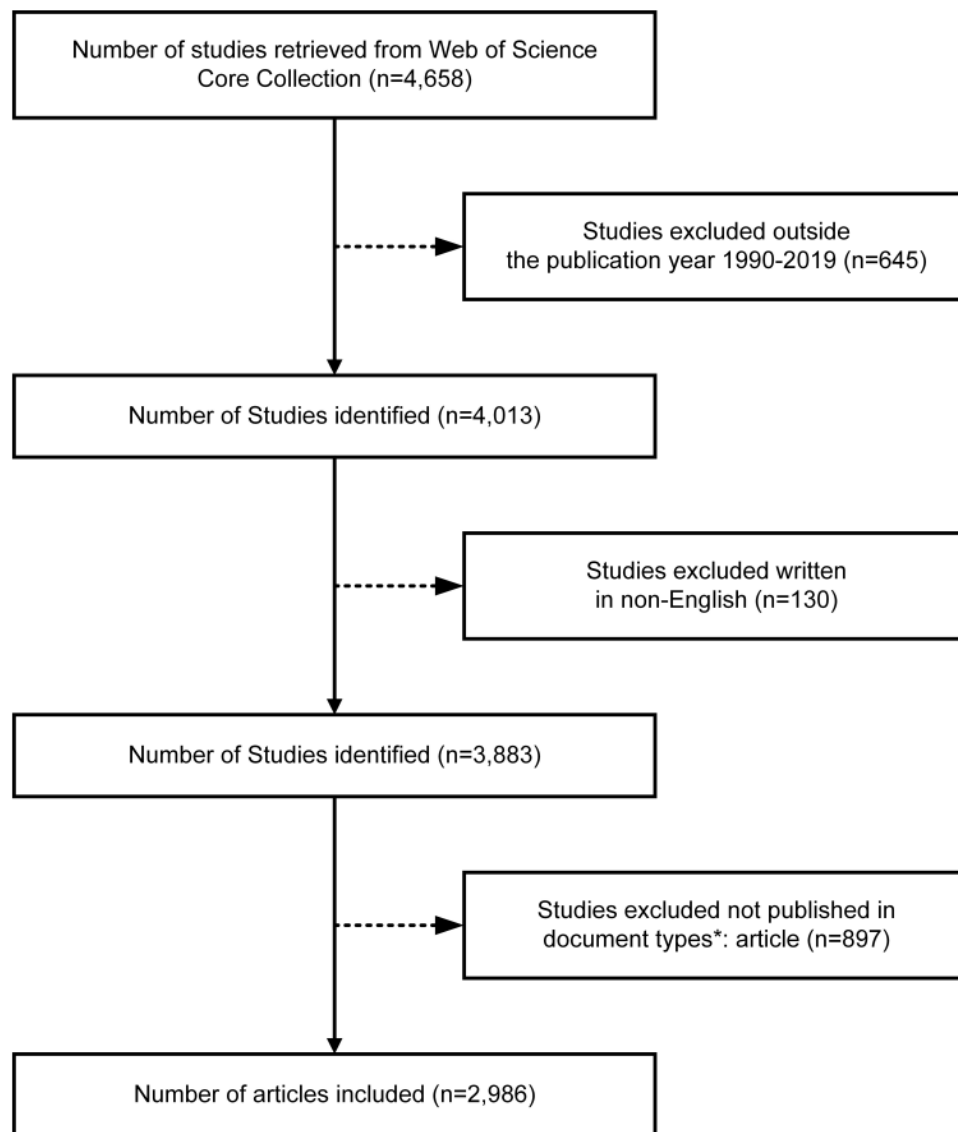 Number of studies retrieved from Web of Science
Core Collection (n=4,658)
Studies excluded outside
the publication year 1990-2019 (n=645)
Number of Studies identified (n=4,013)
Studies excluded written
in non-English (n=130)
Number of Studies identified (n=3,883)
Studies excluded not published in
document types*: article (n=897)
Number of articles included (n=2,986)